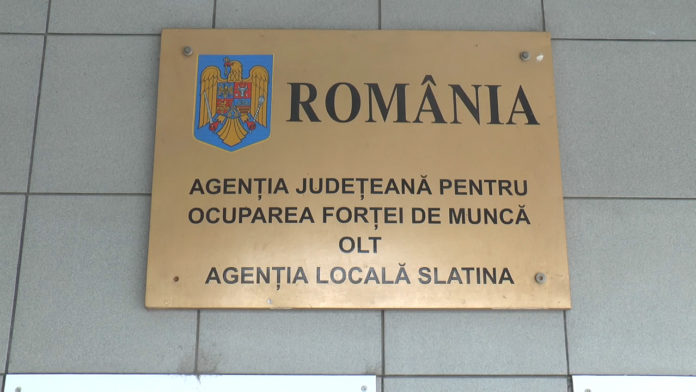 ROMÂNIA
AGENȚIA JUDEȚEANĂ PENTRU
OCUPAREA FORȚEI DE MUNCĂ
OLT
AGENȚIA LOCALĂ SLATINA